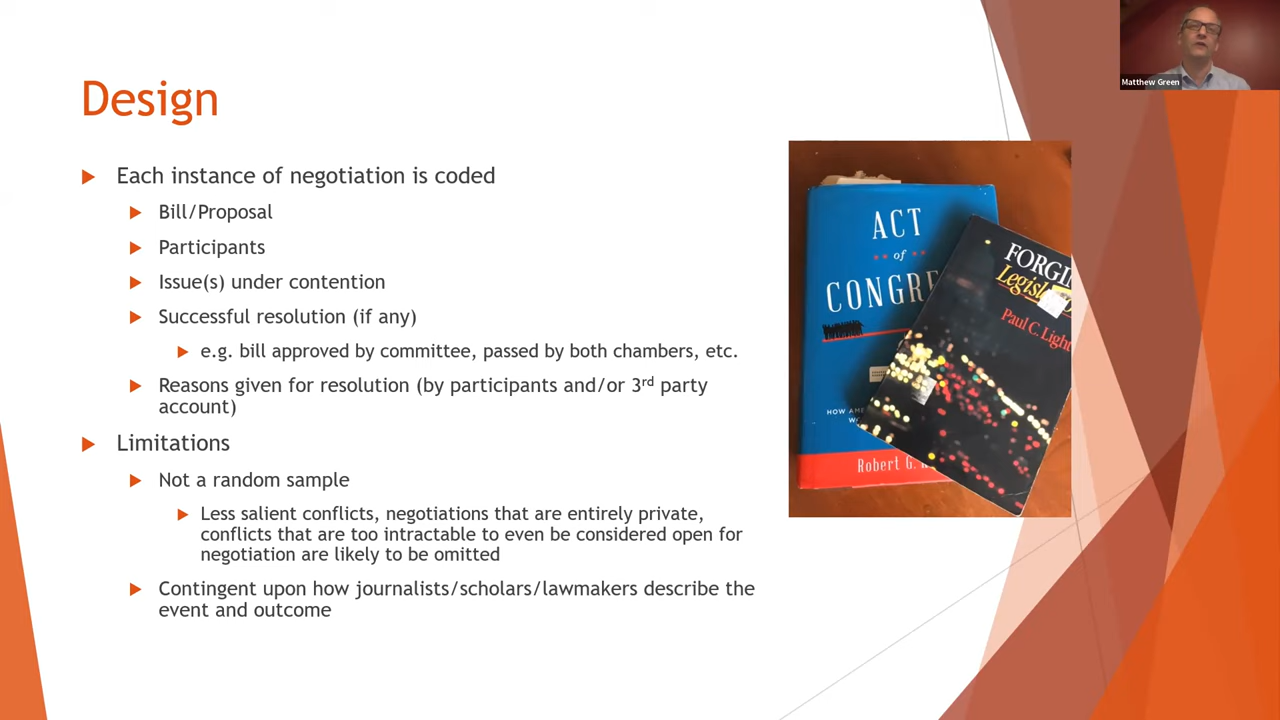 Design
Each instance of negotiation is coded
Bill/Proposal
Participants
Issue(s) under contention
Successful resolution (if any)
e.g. bill approved by committee, passed by both chambers, etc.
Reasons given for resolution (by participants and/or 3rd party
account)
Limitations
Not a random sample
Less salient conflicts, negotiations that are entirely private,
conflicts that are too intractable to even be considered open for
negotiation are likely to be omitted
Contingent upon how journalists/scholars/lawmakers describe the
event and outcome
ACT
of
CONGRE
HOW AME
Robert G.
FORGIN
Legisl
Paul C. Light
Matthew Green